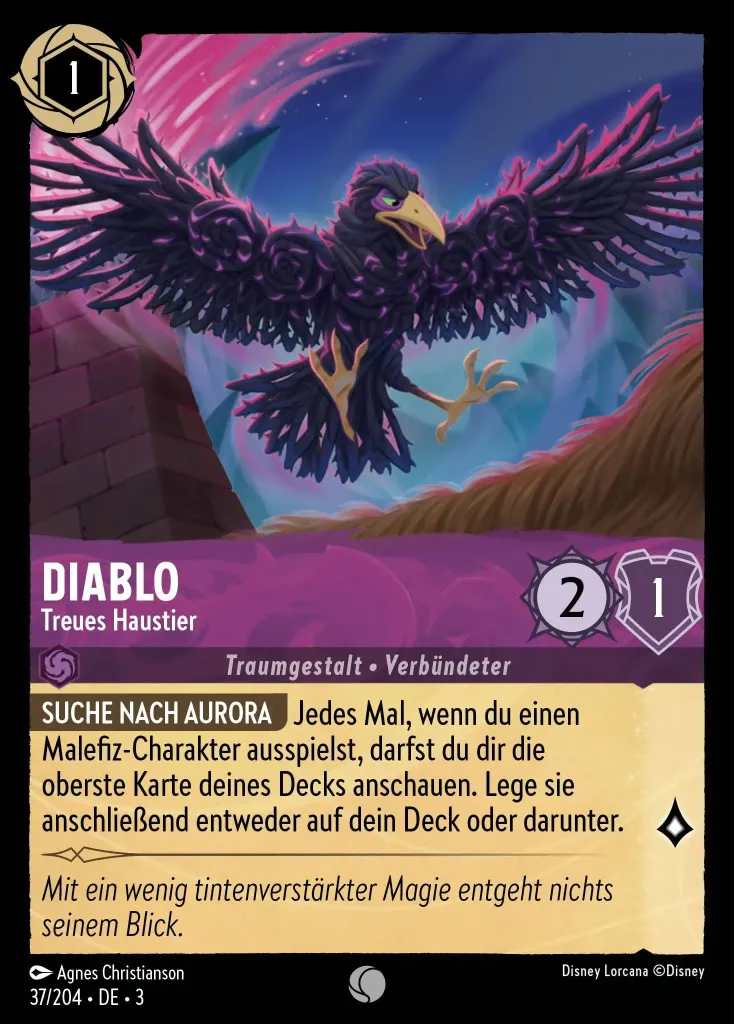 1
DIABLO
Treues Haustier
2
1
Traumgestalt • Verbündeter
SUCHE NACH AURORA Jedes Mal, wenn du einen
Malefiz-Charakter ausspielst, darfst du dir die
oberste Karte deines Decks anschauen. Lege sie
anschließend entweder auf dein Deck oder darunter.
Mit ein wenig tintenverstärkter Magie entgeht nichts
seinem Blick.
Agnes Christianson
Disney Lorcana ©Disney
37/204 • DE • 3